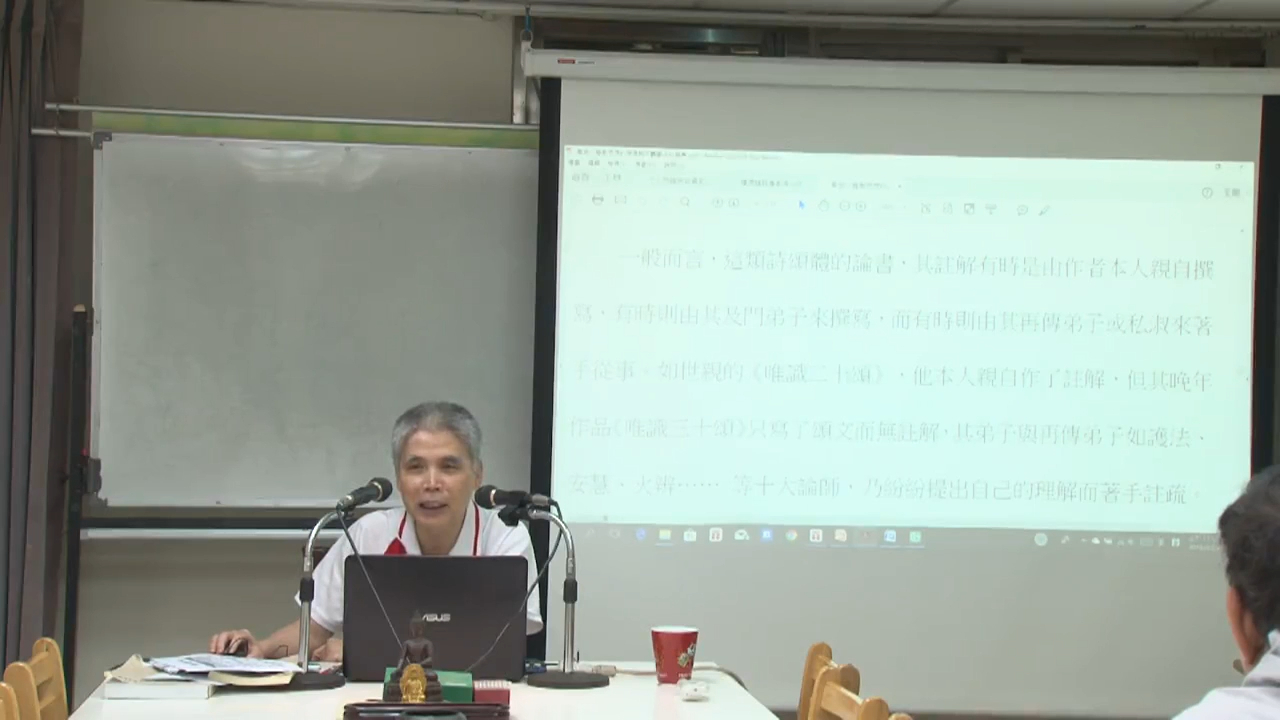 一般而言，這類詩頌體的論書，其註解有時是由作者本人親自撰
寫，有時則由其及門弟子來撰寫，而有時則由其再傳弟子或私叔來著
手從事。如世親的《唯識二十頌》，他本人親自作了註解，但其晚年
作品《唯識三十頌》只寫了頌文而無註解，其弟子與再傳弟子如護法、
安慧、火辨…… 等十大論師，乃紛紛提出自己的理解而著手註疏。
ASUS